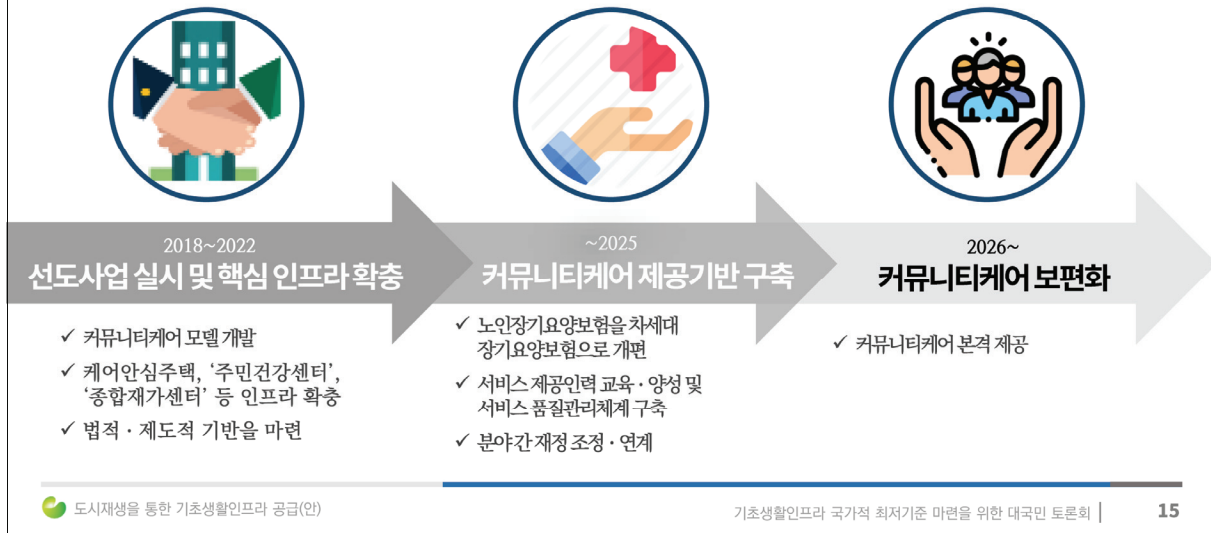 2018~2022
선도사업 실시 및 핵심 인프라 확충
✓ 커뮤니티케어 모델 개발
✓ 케어안심주택, ‘주민건강센터’,
‘종합재가센터’ 등 인프라 확충
✓ 법적·제도적 기반을 마련
~2025
커뮤니티케어 제공기반 구축
✓ 노인장기요양보험을 차세대
장기요양보험으로 개편
✓ 서비스 제공인력 교육·양성 및
서비스 품질관리체계 구축
✓ 분야 간 재정 조정·연계
2026~
커뮤니티케어 보편화
✓ 커뮤니티케어 본격 제공
도시재생을 통한 기초생활인프라 공급(안)
기초생활인프라 국가적 최저기준 마련을 위한 대국민 토론회 | 15